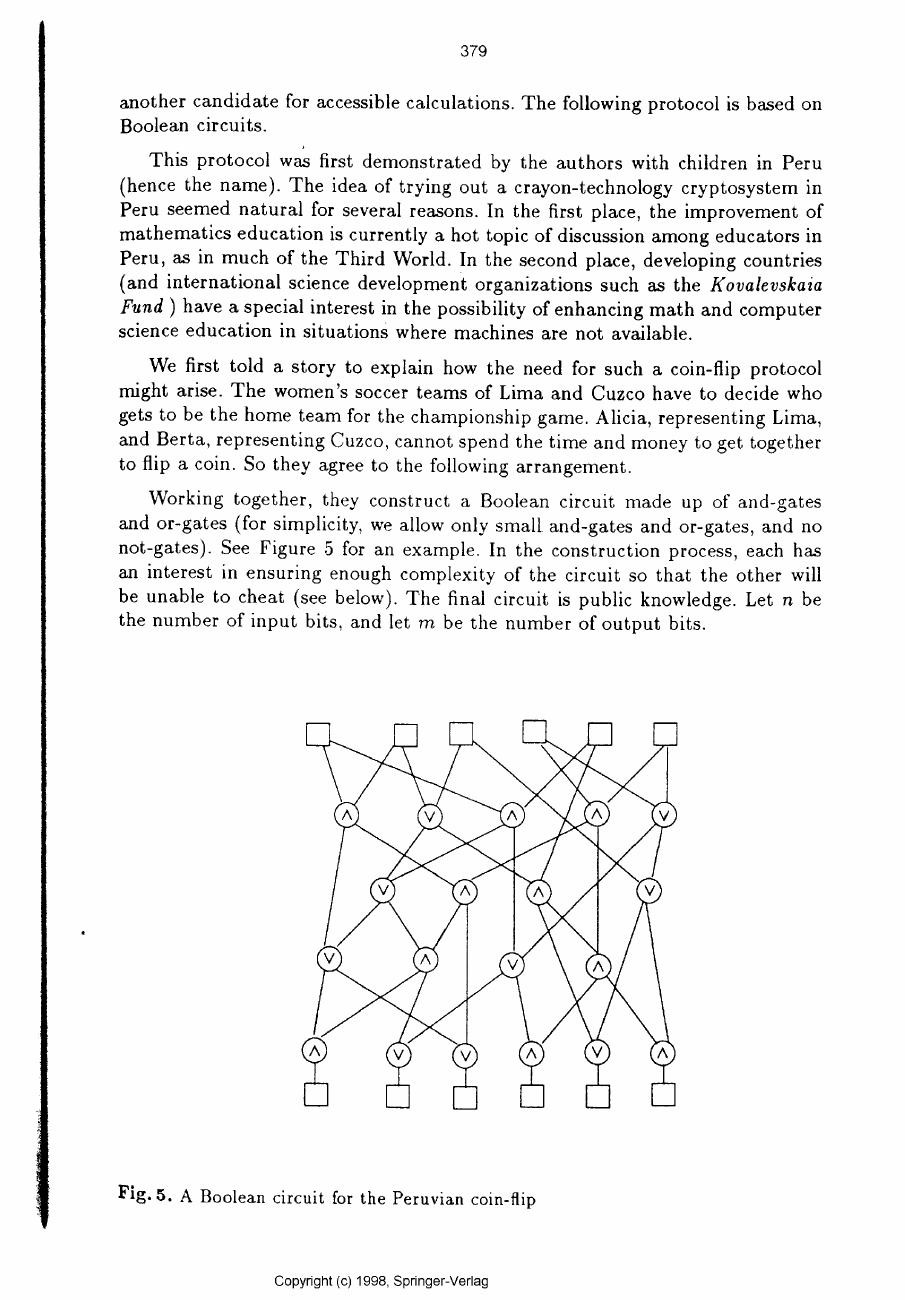 379
another candidate for accessible calculations. The following protocol is based on
Boolean circuits.
This protocol was first demonstrated by the authors with children in Peru
(hence the name). The idea of trying out a crayon-technology cryptosystem in
Peru seemed natural for several reasons. In the first place, the improvement of
mathematics education is currently a hot topic of discussion among educators in
Peru, as in much of the Third World. In the second place, developing countries
(and international science development organizations such as the Kovalevskaia
Fund ) have a special interest in the possibility of enhancing math and computer
science education in situations where machines are not available.
We first told a story to explain how the need for such a coin-flip protocol
might arise. The women's soccer teams of Lima and Cuzco have to decide who
gets to be the home team for the championship game. Alicia, representing Lima,
and Berta, representing Cuzco, cannot spend the time and money to get together
to flip a coin. So they agree to the following arrangement.
Working together, they construct a Boolean circuit made up of and-gates
and or-gates (for simplicity, we allow only small and-gates and or-gates, and no
not-gates). See Figure 5 for an example. In the construction process, each has
an interest in ensuring enough complexity of the circuit so that the other will
be unable to cheat (see below). The final circuit is public knowledge. Let n be
the number of input bits, and let m be the number of output bits.
∧ ∨ ∧ ∧ ∨
∨ ∧ ∧ ∨
∨ ∧ ∨ ∧
∧ ∨ ∨ ∧ ∨ ∧
Fig. 5. A Boolean circuit for the Peruvian coin-flip
Copyright (c) 1998, Springer-Verlag